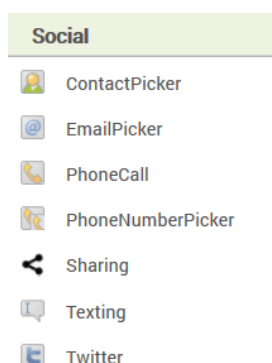 Social
ContactPicker
EmailPicker
PhoneCall
PhoneNumberPicker
Sharing
Texting
Twitter